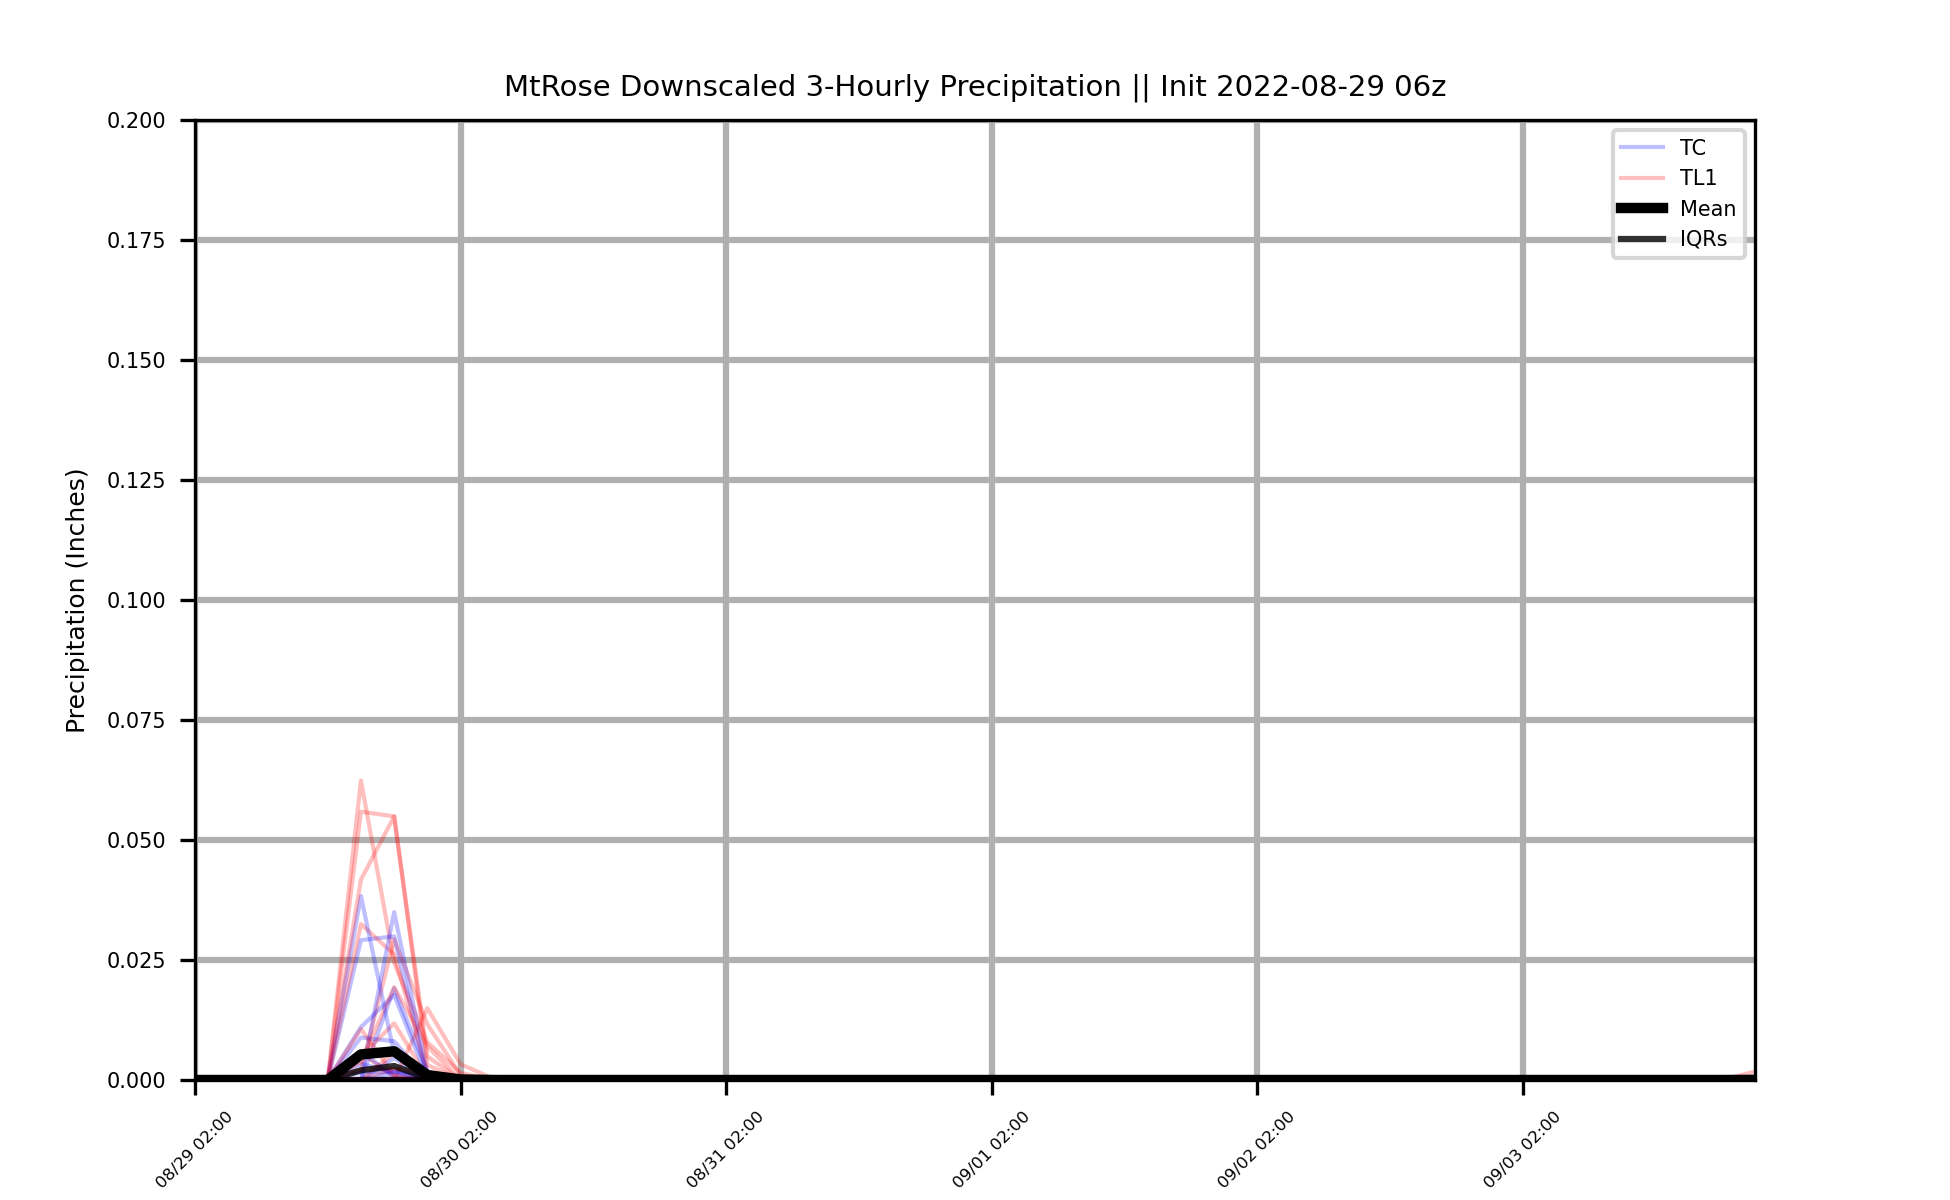 MtRose Downscaled 3-Hourly Precipitation || Init 2022-08-29 06z
TC
TL1
Mean
IQRs
Precipitation (Inches)
0.200
0.175
0.150
0.125
0.100
0.075
0.050
0.025
0.000
08/29 02:00
08/30 02:00
08/31 02:00
09/01 02:00
09/02 02:00
09/03 02:00